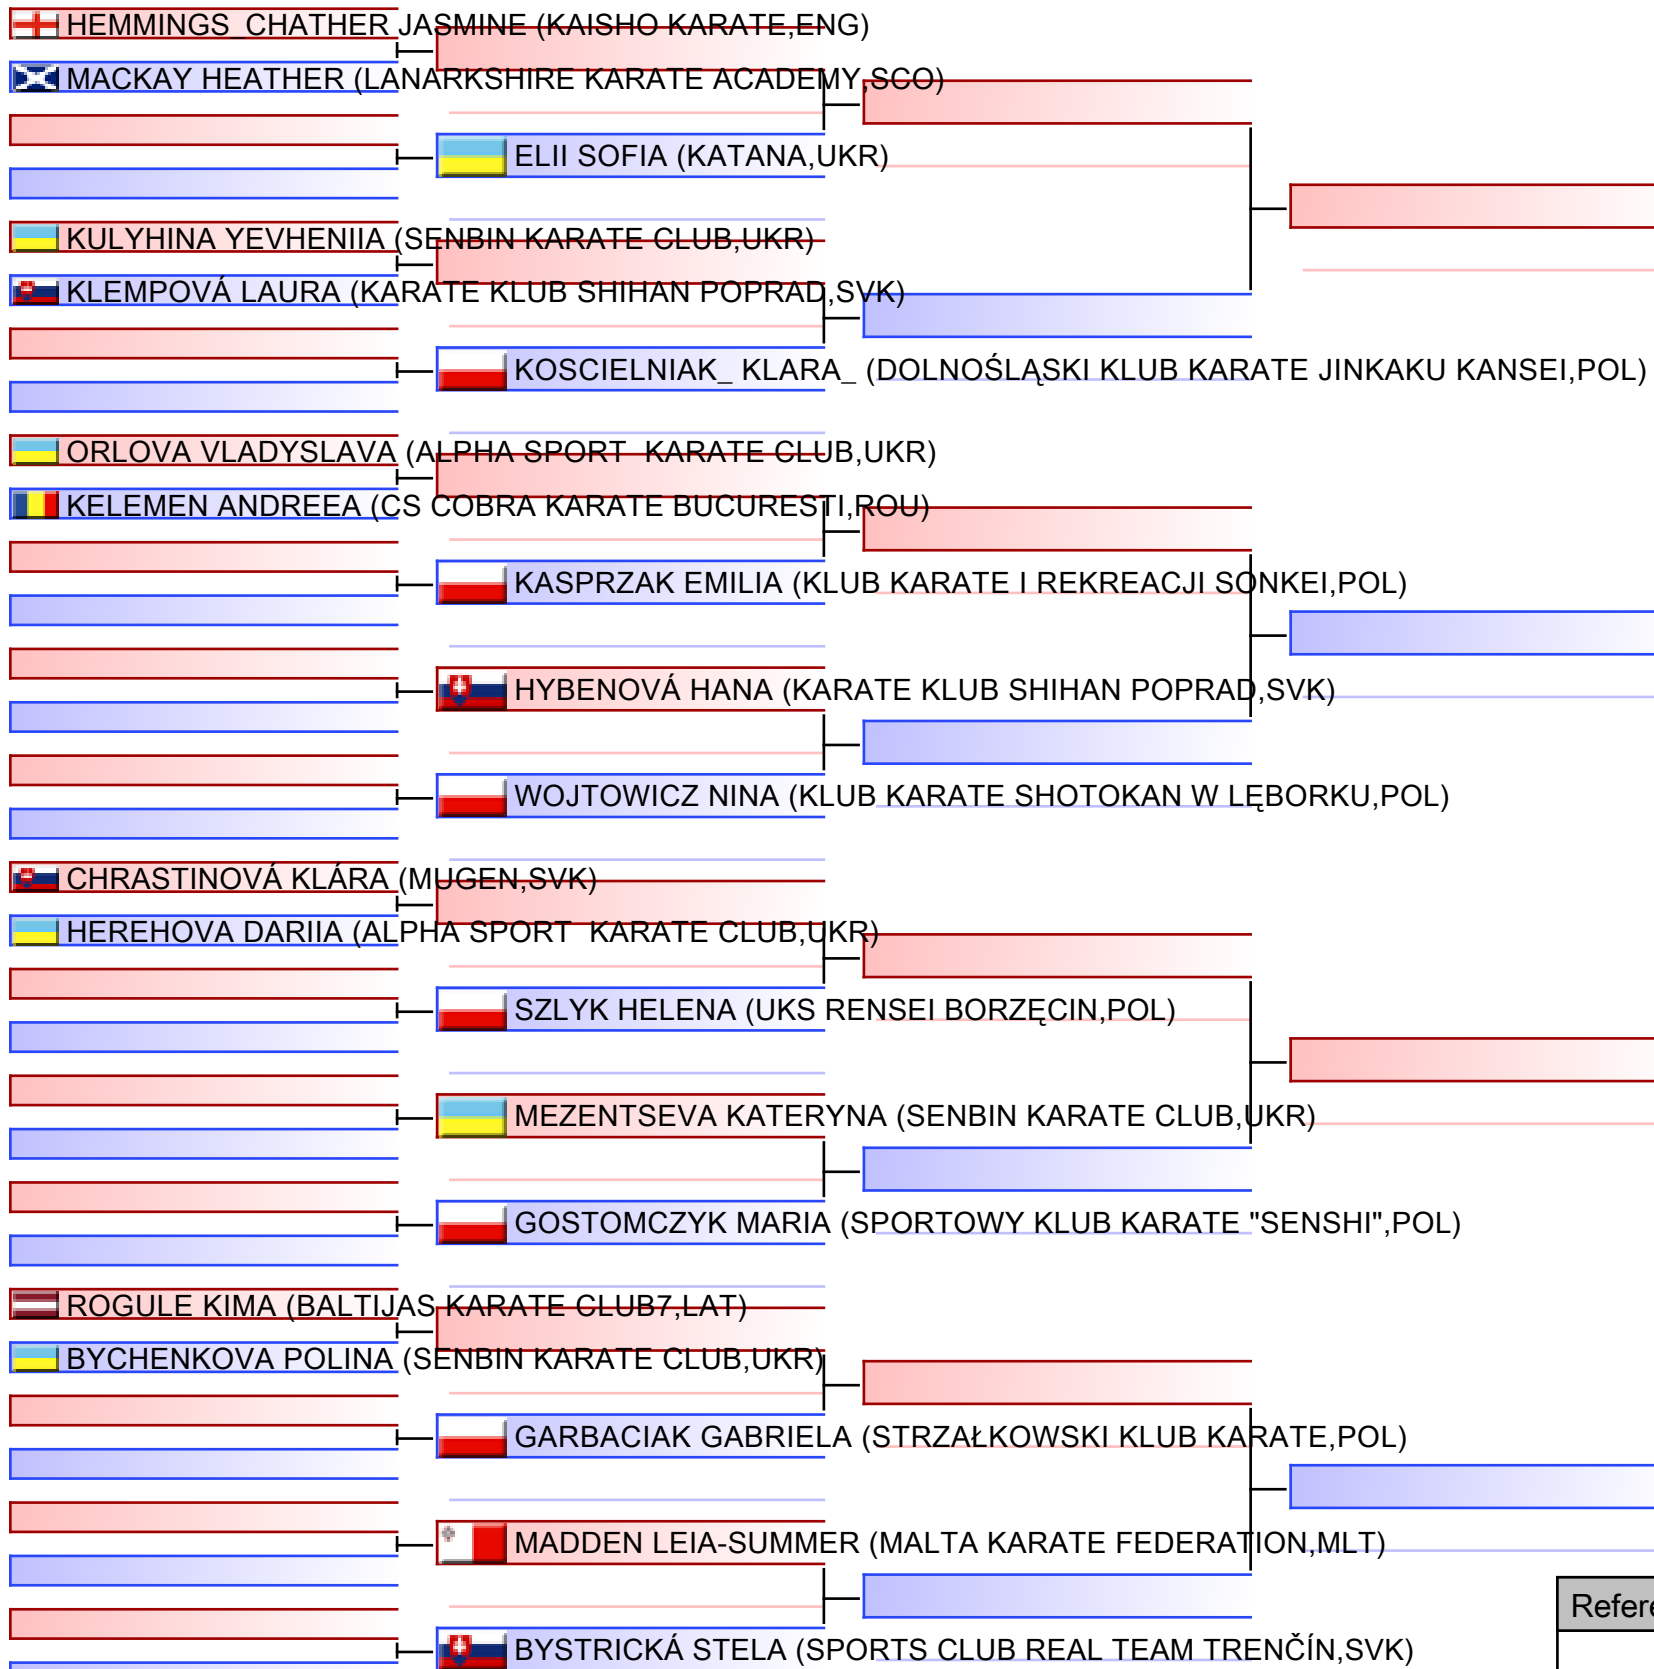 HEMMINGS_CHATHER JASMINE (KAISHO KARATE,ENG)
MACKAY HEATHER (LANARKSHIRE KARATE ACADEMY,SCO)
ELII SOFIA (KATANA,UKR)
KULYHINA YEVHENIIA (SENBIN KARATE CLUB,UKR)
KLEMPOVÁ LAURA (KARATE KLUB SHIHAN POPRAD,SVK)
KOSCIELNIAK_ KLARA_ (DOLNOŚLĄSKI KLUB KARATE JINKAKU KANSEI,POL)
ORLOVA VLADYSLAVA (ALPHA SPORT  KARATE CLUB,UKR)
KELEMEN ANDREEA (CS COBRA KARATE BUCURESTI,ROU)
KASPRZAK EMILIA (KLUB KARATE I REKREACJI SONKEI,POL)
HYBENOVÁ HANA (KARATE KLUB SHIHAN POPRAD,SVK)
WOJTOWICZ NINA (KLUB KARATE SHOTOKAN W LĘBORKU,POL)
CHRASTINOVÁ KLÁRA (MUGEN,SVK)
HEREHOVA DARIIA (ALPHA SPORT  KARATE CLUB,UKR)
SZLYK HELENA (UKS RENSEI BORZĘCIN,POL)
MEZENTSEVA KATERYNA (SENBIN KARATE CLUB,UKR)
GOSTOMCZYK MARIA (SPORTOWY KLUB KARATE "SENSHI",POL)
ROGULE KIMA (BALTIJAS KARATE CLUB7,LAT)
BYCHENKOVA POLINA (SENBIN KARATE CLUB,UKR)
GARBACIAK GABRIELA (STRZAŁKOWSKI KLUB KARATE,POL)
MADDEN LEIA-SUMMER (MALTA KARATE FEDERATION,MLT)
Refere
BYSTRICKÁ STELA (SPORTS CLUB REAL TEAM TRENČÍN,SVK)